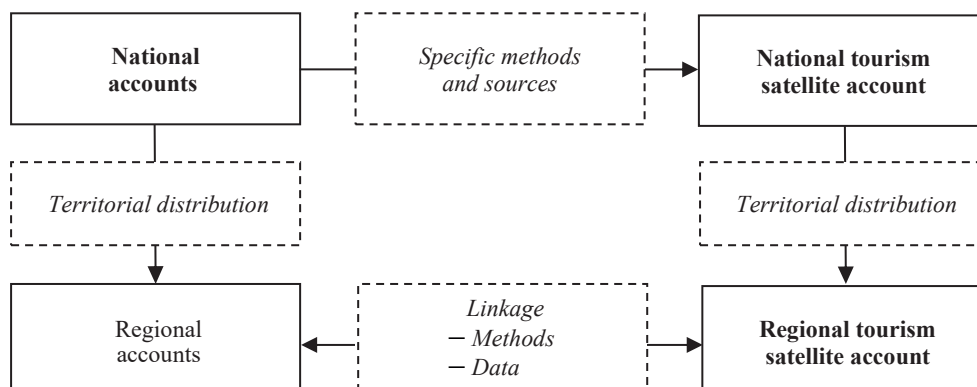 National
accounts
Specific methods
and sources
National tourism
satellite account
Territorial distribution
Territorial distribution
Regional
accounts
Linkage
– Methods
– Data
Regional tourism
satellite account